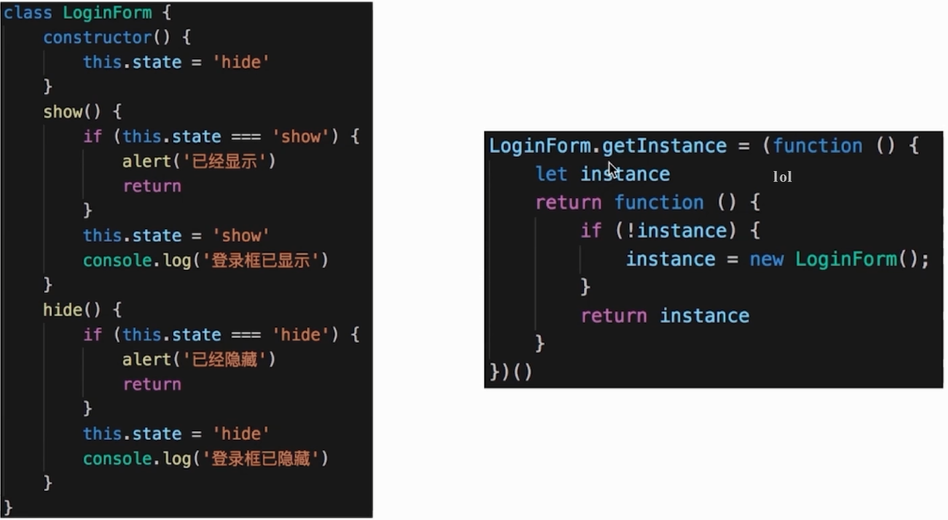 class LoginForm {
constructor() {
this.state = 'hide'
}
show() {
if (this.state === 'show') {
alert('已经显示')
return
}
this.state = 'show'
console.log('登录框已显示')
}
hide() {
if (this.state === 'hide') {
alert('已经隐藏')
return
}
this.state = 'hide'
console.log('登录框已隐藏')
}
}
LoginForm.getInstance = (function () {
let instance
lol
return function () {
if (!instance) {
instance = new LoginForm();
}
return instance
}
})()